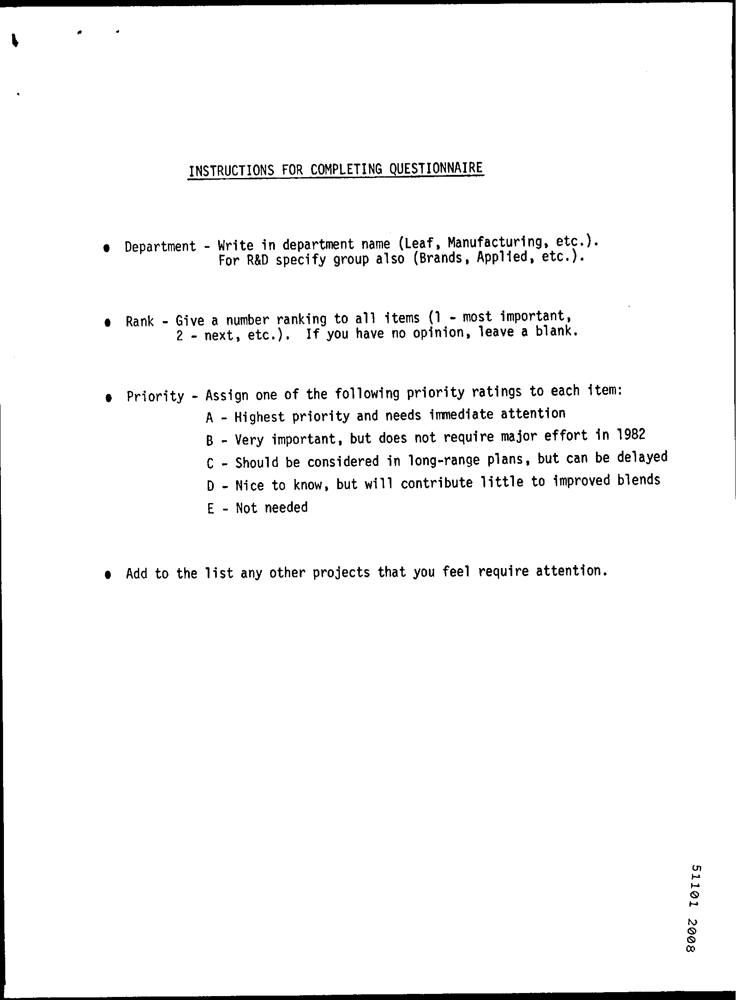 INSTRUCTIONS FOR COMPLETING QUESTIONNAIRE
• Department - Write in department name (Leaf, Manufacturing, etc.).
For R&D specify group also (Brands, Applied, etc.).
• Rank - Give a number ranking to all items (1 - most important,
2 - next, etc.). If you have no opinion, leave a blank.
• Priority - Assign one of the following priority ratings to each item:
A - Highest priority and needs immediate attention
B - Very important, but does not require major effort in 1982
C - Should be considered in long-range plans, but can be delayed
D - Nice to know, but will contribute little to improved blends
E - Not needed
• Add to the list any other projects that you feel require attention.
51101 2008